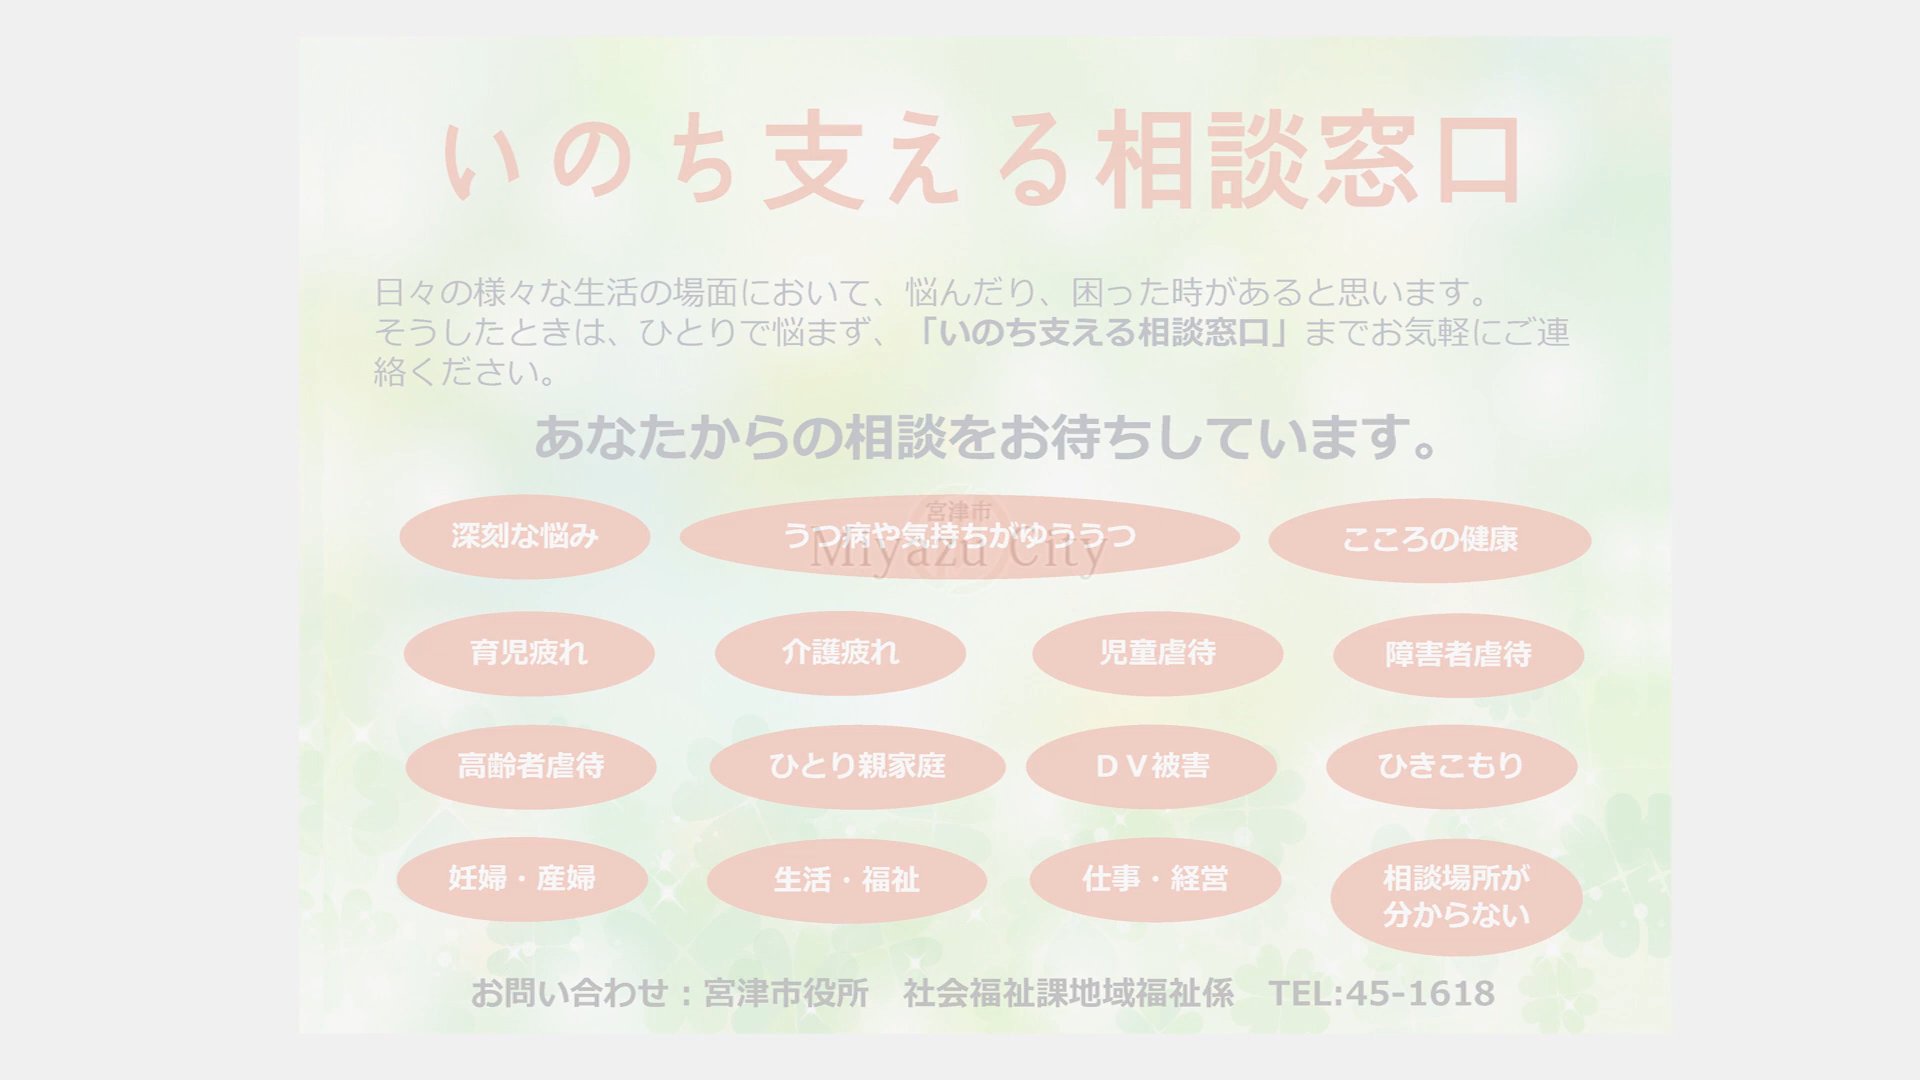 いのち支える相談窓口
日々の様々な生活の場面において、悩んだり、困った時があると思います。
そうしたときは、ひとりで悩まず、「いのち支える相談窓口」までお気軽にご連
絡ください。
あなたからの相談をお待ちしています。
深刻な悩み
うつ病や気持ちがゆううつ
こころの健康
宮津市
Miyazu City
育児疲れ
介護疲れ
児童虐待
障害者虐待
高齢者虐待
ひとり親家庭
ＤＶ被害
ひきこもり
妊婦・産婦
生活・福祉
仕事・経営
相談場所が
分からない
お問い合わせ：宮津市役所　社会福祉課地域福祉係　TEL:45-1618